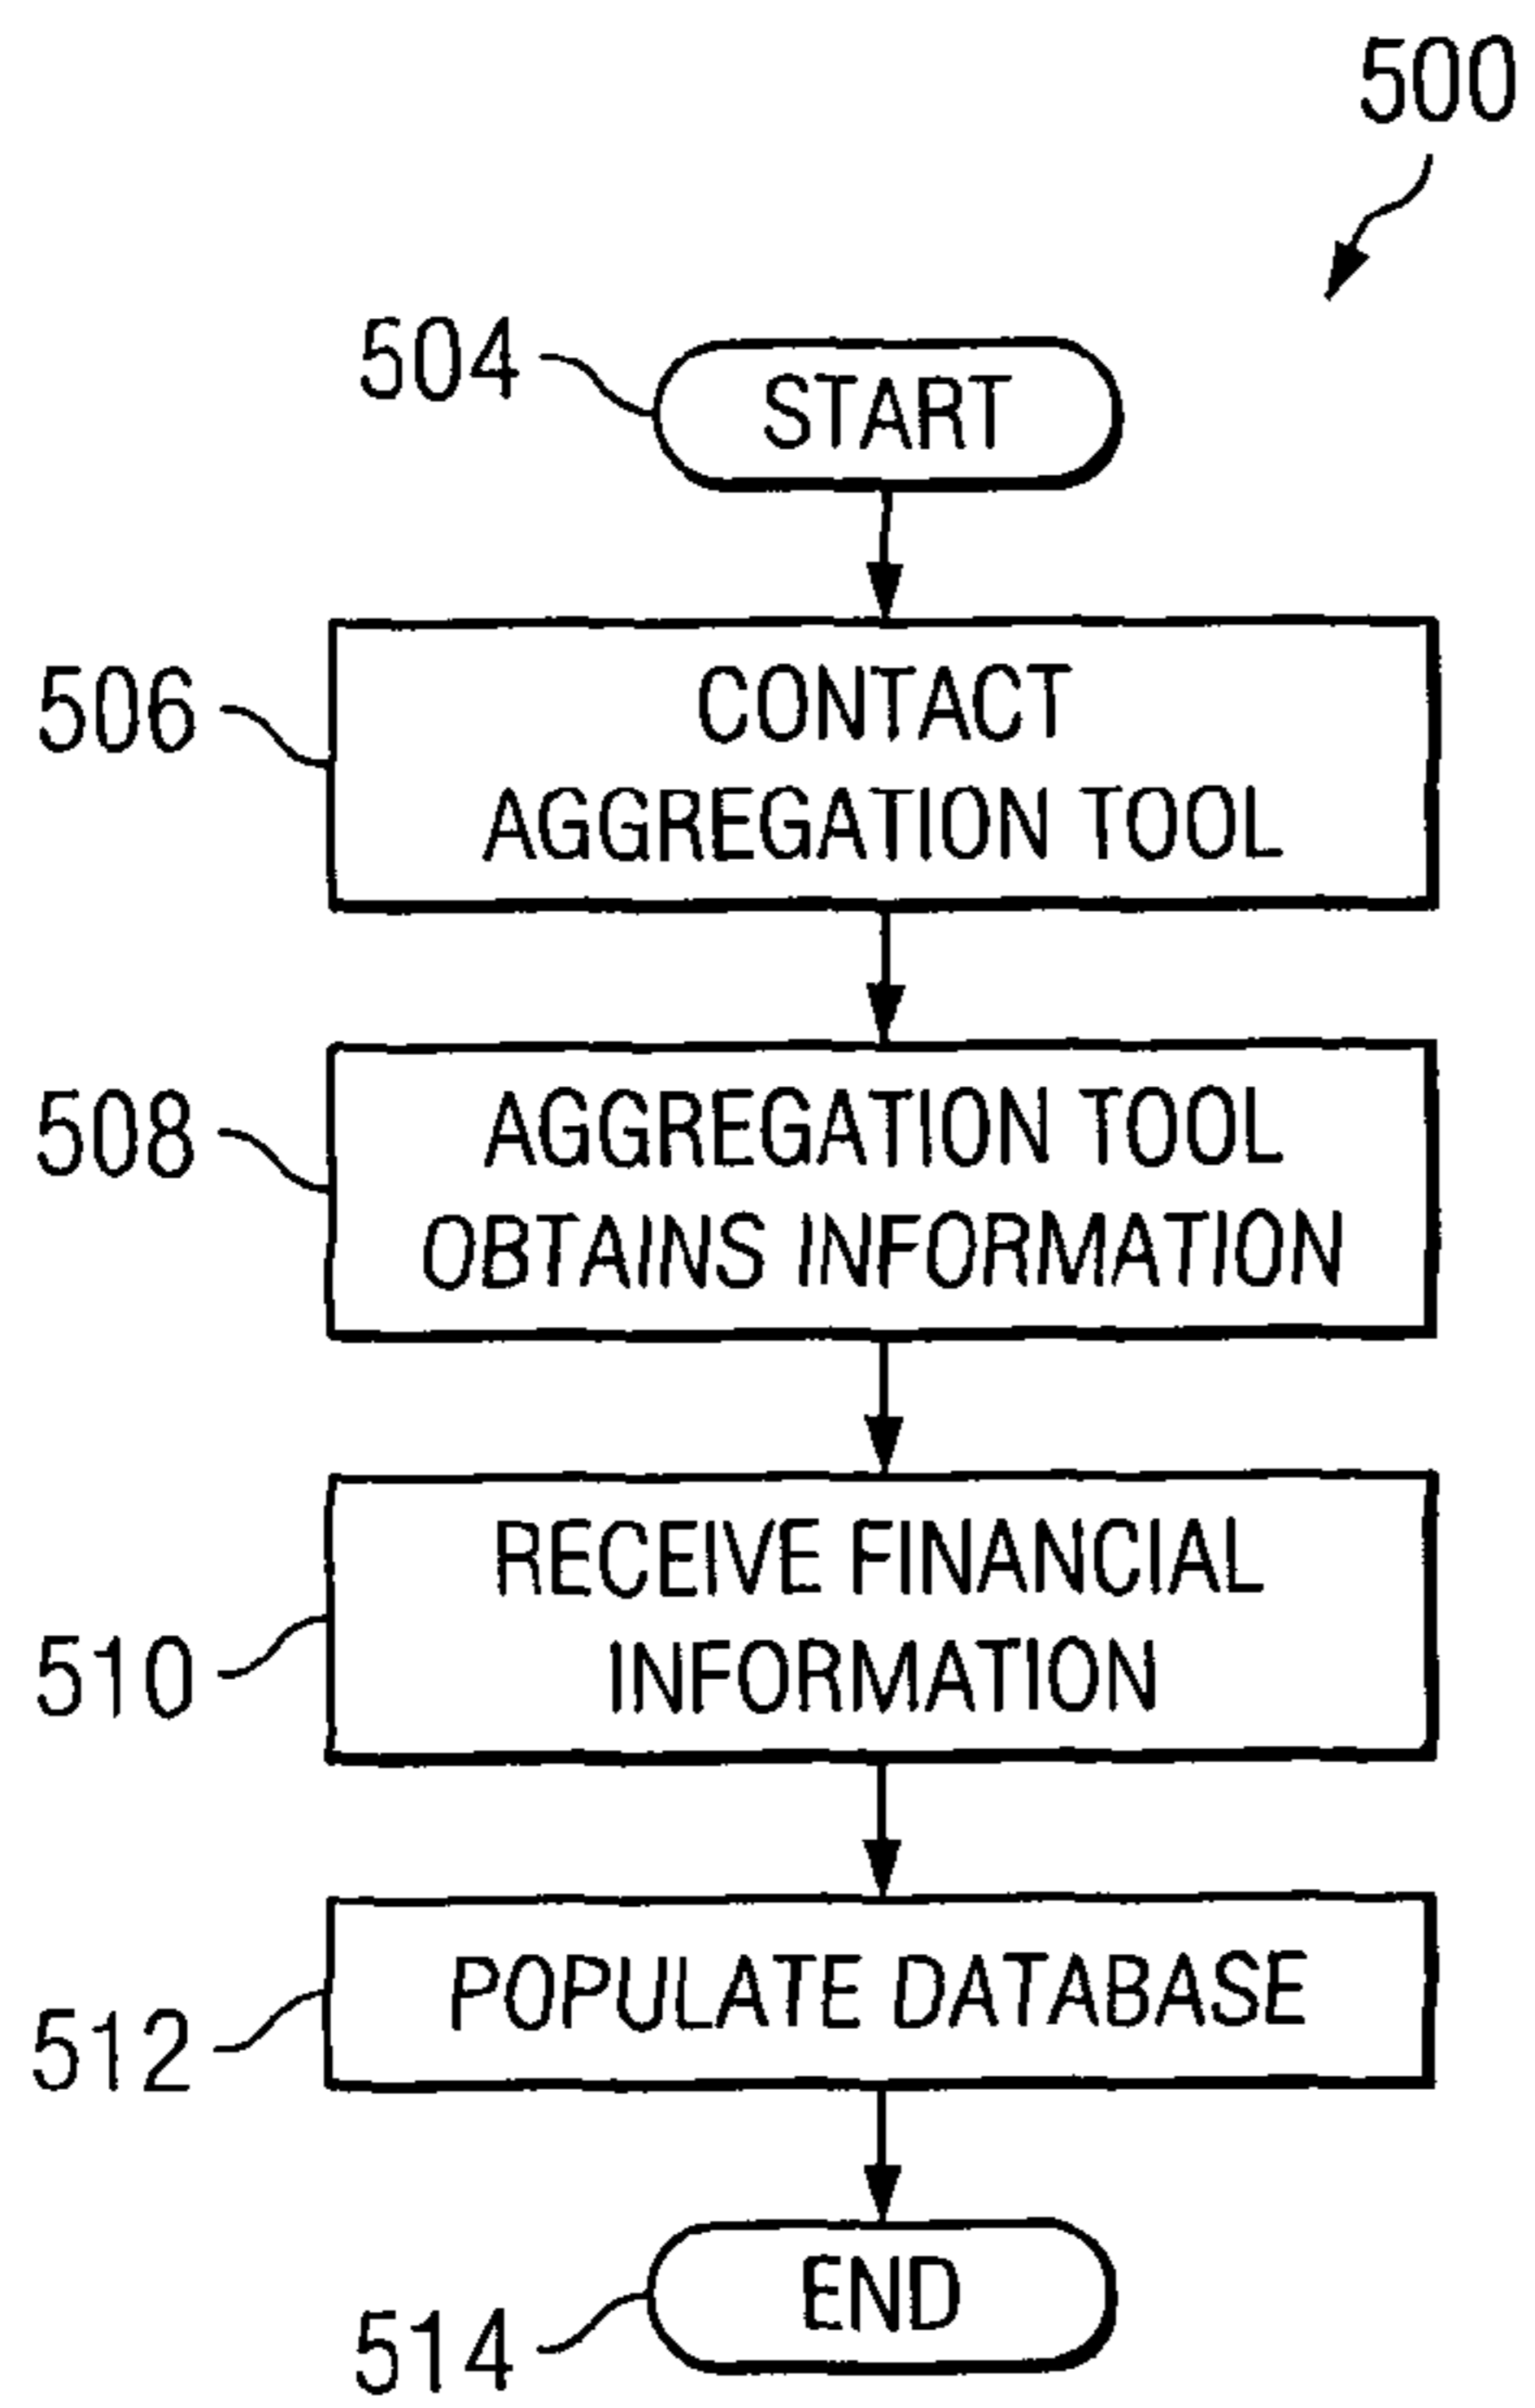 500
504
START
506
CONTACT
AGGREGATION TOOL
508
AGGREGATION TOOL
OBTAINS INFORMATION
510
RECEIVE FINANCIAL
INFORMATION
512
POPULATE DATABASE
514
END